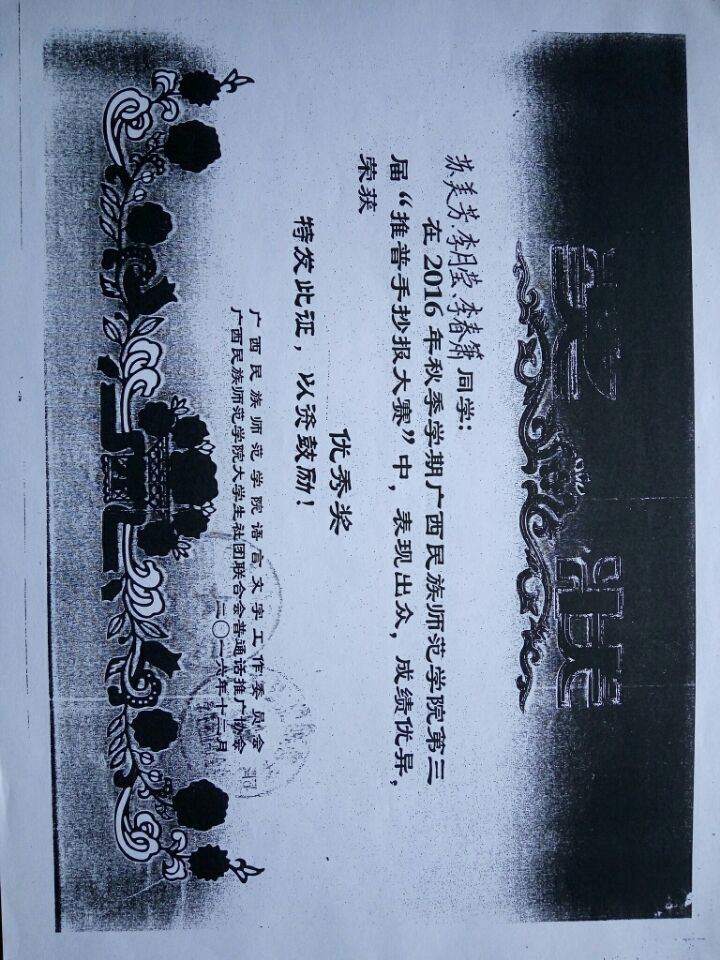 奖状
苏美芳、李月莹、李春箫同学：
在2016年秋季学期广西民族师范学院第三
届“推普手抄报大赛”中，表现出众，成绩优异，
荣获
优秀奖
特发此证，以资鼓励！
广西民族师范学院语言文字工作委员会
广西民族师范学院大学生社团联合会普通话推广协会
二〇一六年十二月